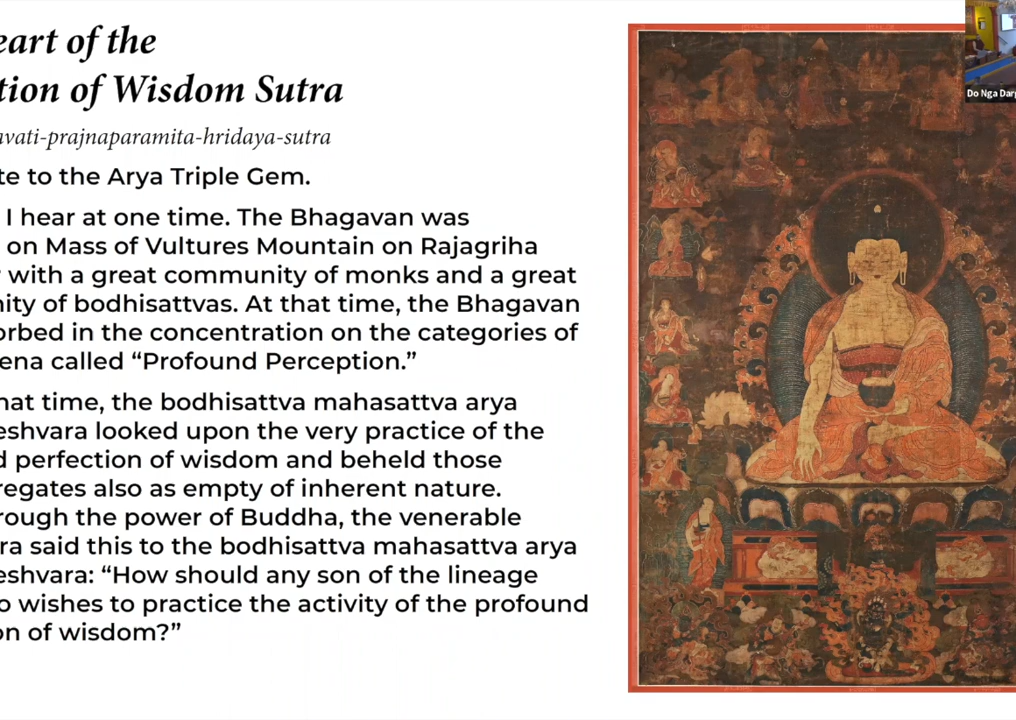 eart of the
tion of Wisdom Sutra
avati-prajnaparamita-hridaya-sutra
te to the Arya Triple Gem.
I hear at one time. The Bhagavan was
on Mass of Vultures Mountain on Rajagriha
with a great community of monks and a great
nity of bodhisattvas. At that time, the Bhagavan
orbed in the concentration on the categories of
ena called “Profound Perception.”
hat time, the bodhisattva mahasattva arya
eshvara looked upon the very practice of the
d perfection of wisdom and beheld those
regates also as empty of inherent nature.
rough the power of Buddha, the venerable
ra said this to the bodhisattva mahasattva arya
eshvara: “How should any son of the lineage
o wishes to practice the activity of the profound
on of wisdom?”
Do Nga Darg